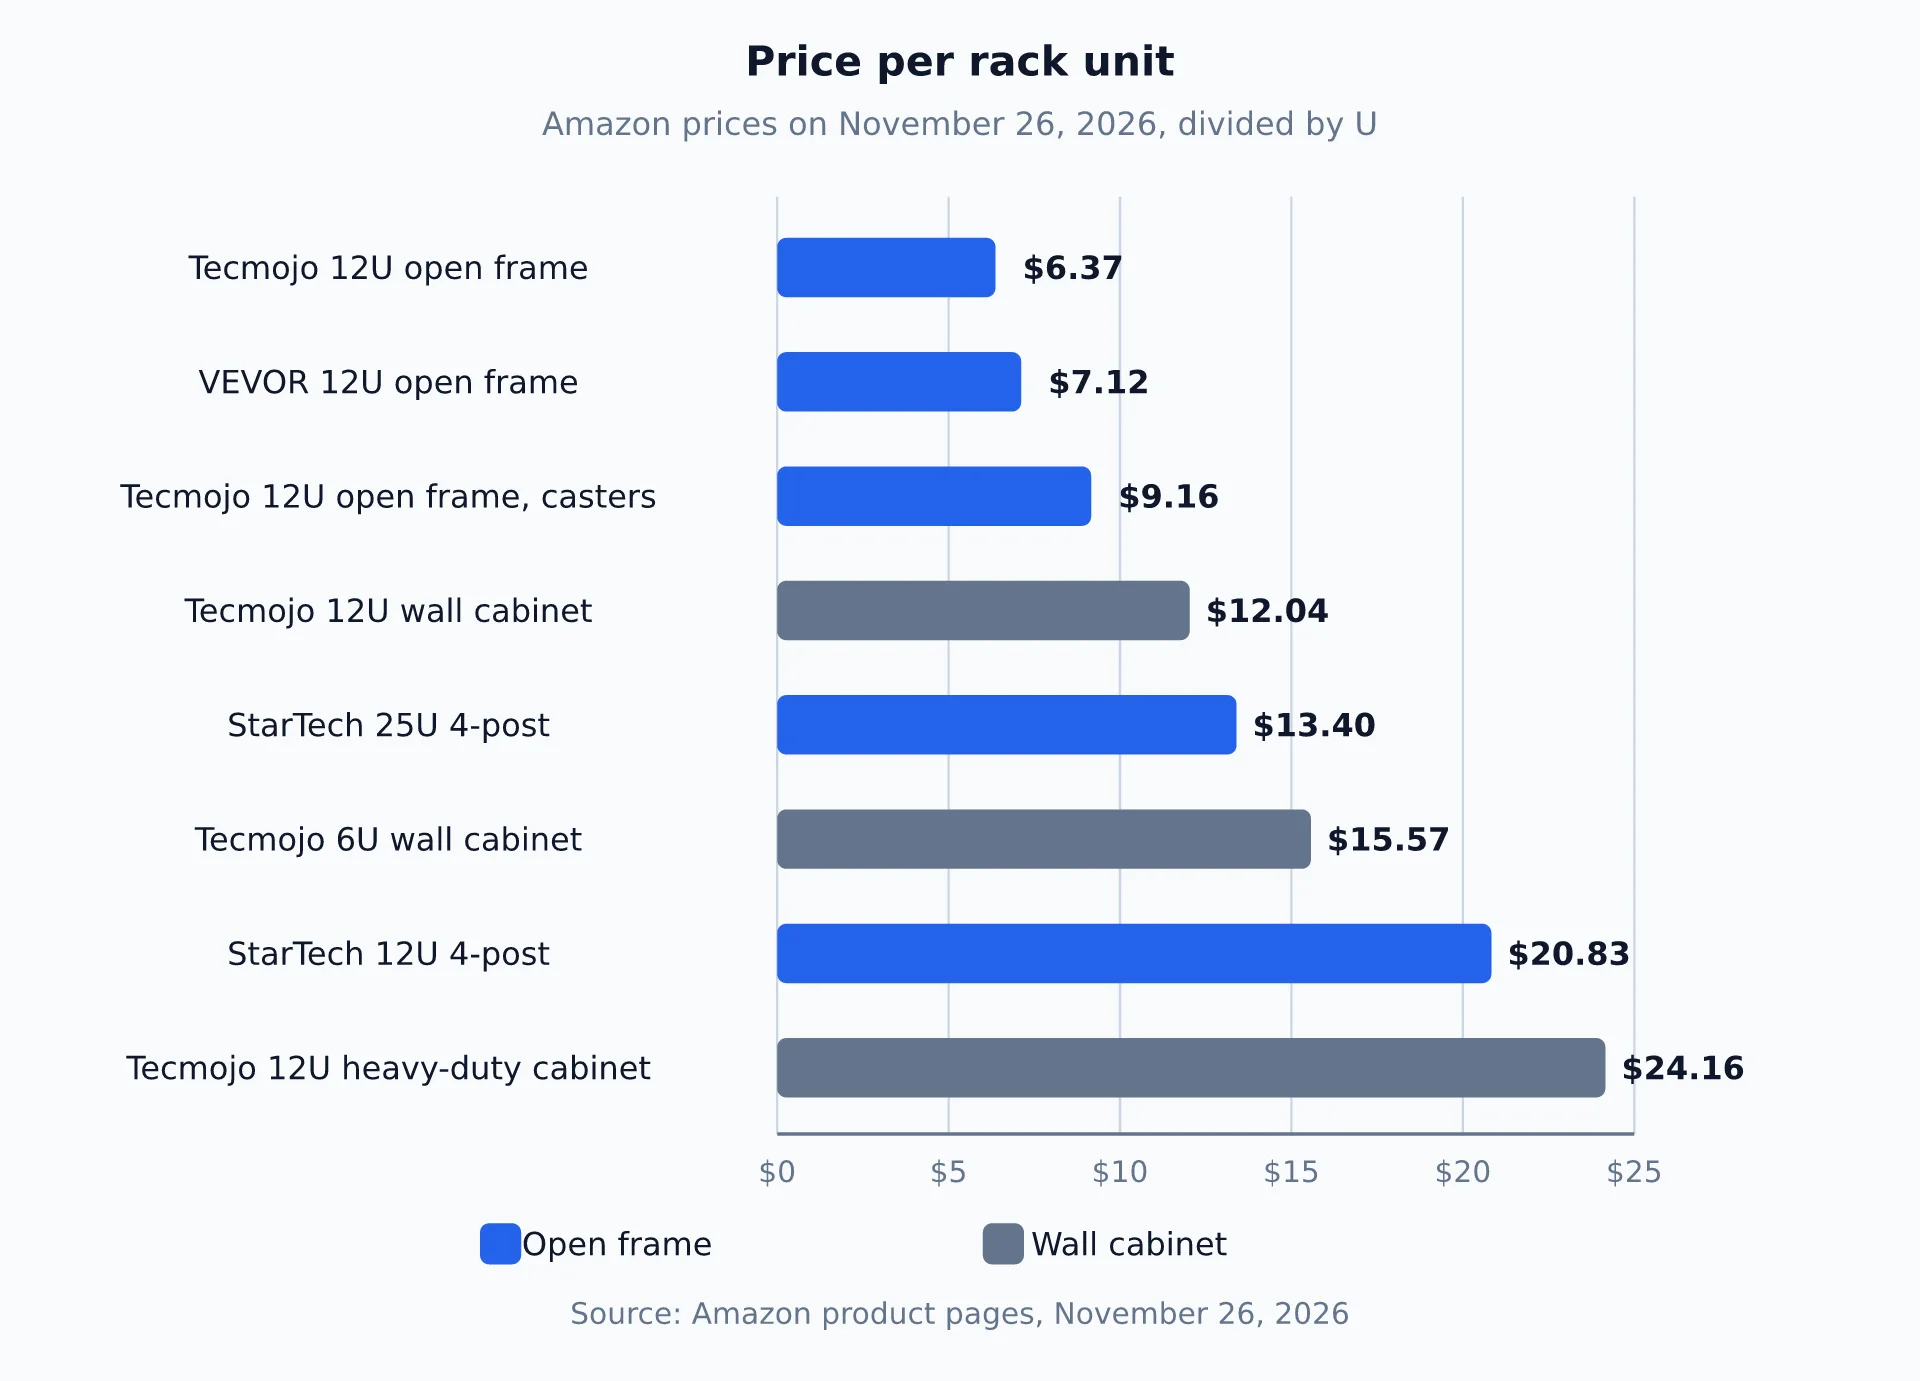 Price per rack unit
Amazon prices on November 26, 2026, divided by U
Tecmojo 12U open frame $6.37
VEVOR 12U open frame $7.12
Tecmojo 12U open frame, casters $9.16
Tecmojo 12U wall cabinet $12.04
StarTech 25U 4-post $13.40
Tecmojo 6U wall cabinet $15.57
StarTech 12U 4-post $20.83
Tecmojo 12U heavy-duty cabinet $24.16
$0 $5 $10 $15 $20 $25
Open frame Wall cabinet
Source: Amazon product pages, November 26, 2026